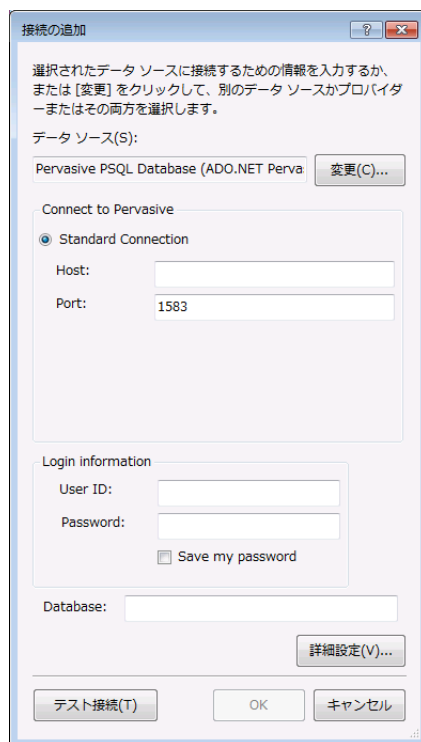 接続の追加
選択されたデータ ソースに接続するための情報を入力するか、
または [変更] をクリックして、別のデータ ソースかプロバイダ
ーまたはその両方を選択します。
データ ソース(S):
Pervasive PSQL Database (ADO.NET Perva
変更(C)...
Connect to Pervasive
Standard Connection
Host:
Port: 1583
Login information
User ID:
Password:
Save my password
Database:
詳細設定(V)...
テスト接続(T) OK キャンセル